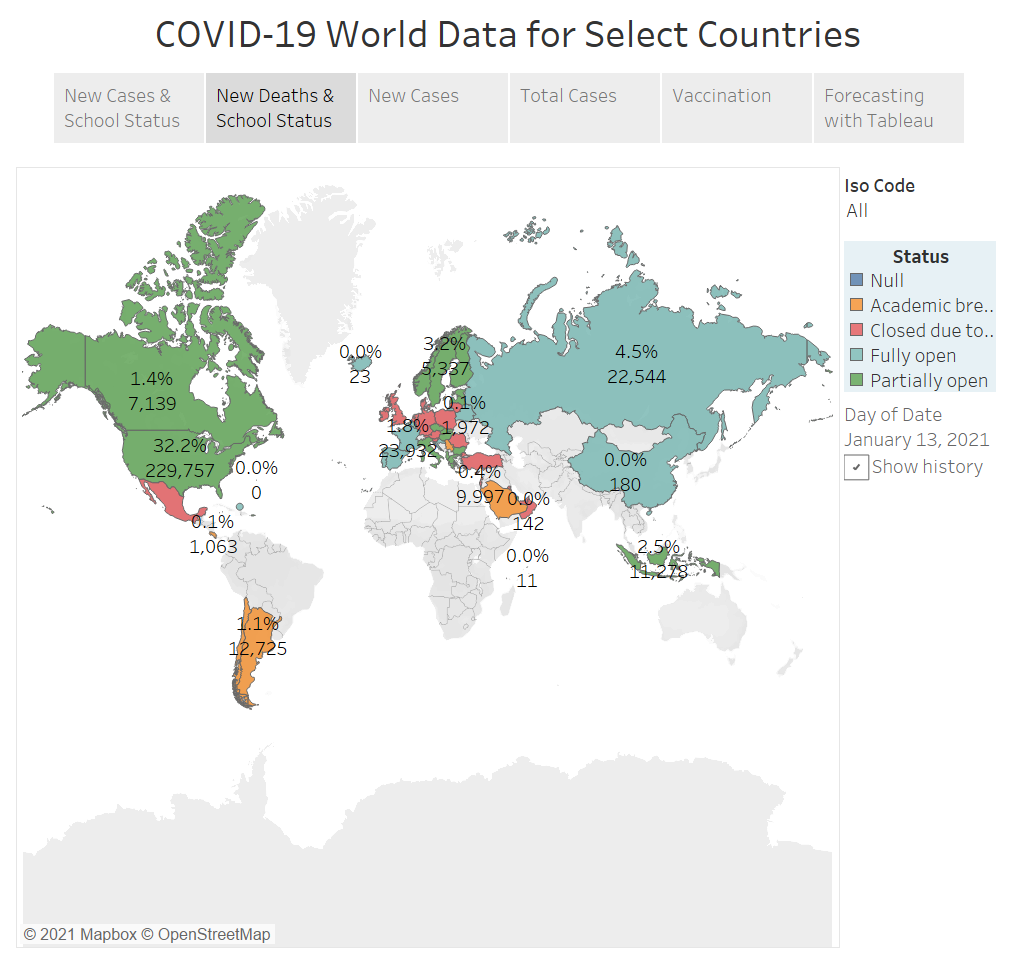 COVID-19 World Data for Select Countries
New Cases &
School Status
New Deaths &
School Status
New Cases
Total Cases
Vaccination
Forecasting
with Tableau
Iso Code
All
Status
Null
Academic bre..
Closed due to..
Fully open
Partially open
Day of Date
January 13, 2021
Show history
0.0%
23
3.2%
5,337
4.5%
22,544
1.4%
7,139
0.1%
1,972
1.8%
23,932
32.2%
229,757
0.0%
0
0.0%
180
0.4%
9,997
0.0%
142
0.1%
1,063
0.0%
11
2.5%
11,278
1.1%
12,725
© 2021 Mapbox © OpenStreetMap